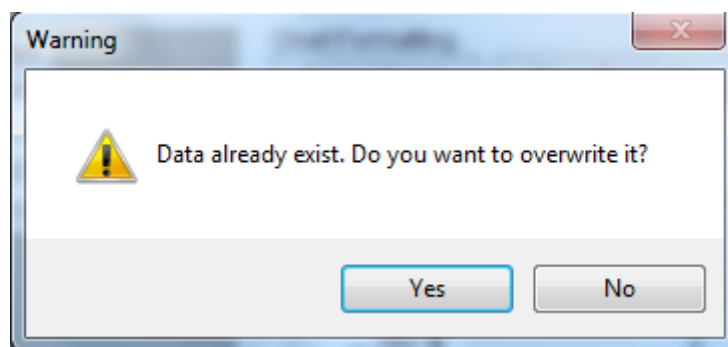 Warning
Data already exist. Do you want to overwrite it?
Yes
No